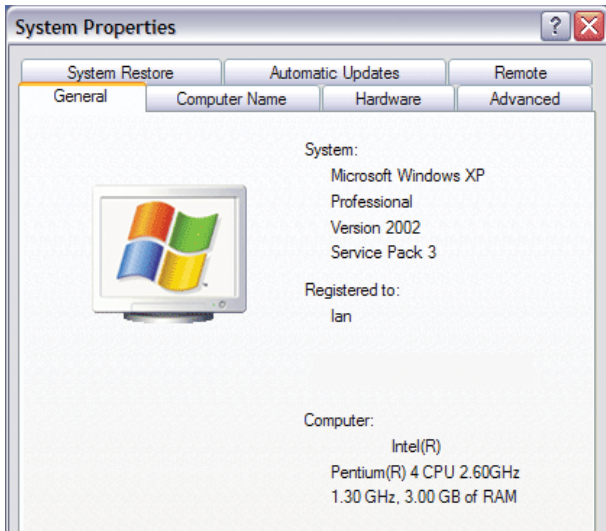 System Properties
System Restore Automatic Updates Remote
General Computer Name Hardware Advanced
System:
Microsoft Windows XP
Professional
Version 2002
Service Pack 3
Registered to:
Ian
Computer:
Intel(R)
Pentium(R) 4 CPU 2.60GHz
1.30 GHz, 3.00 GB of RAM